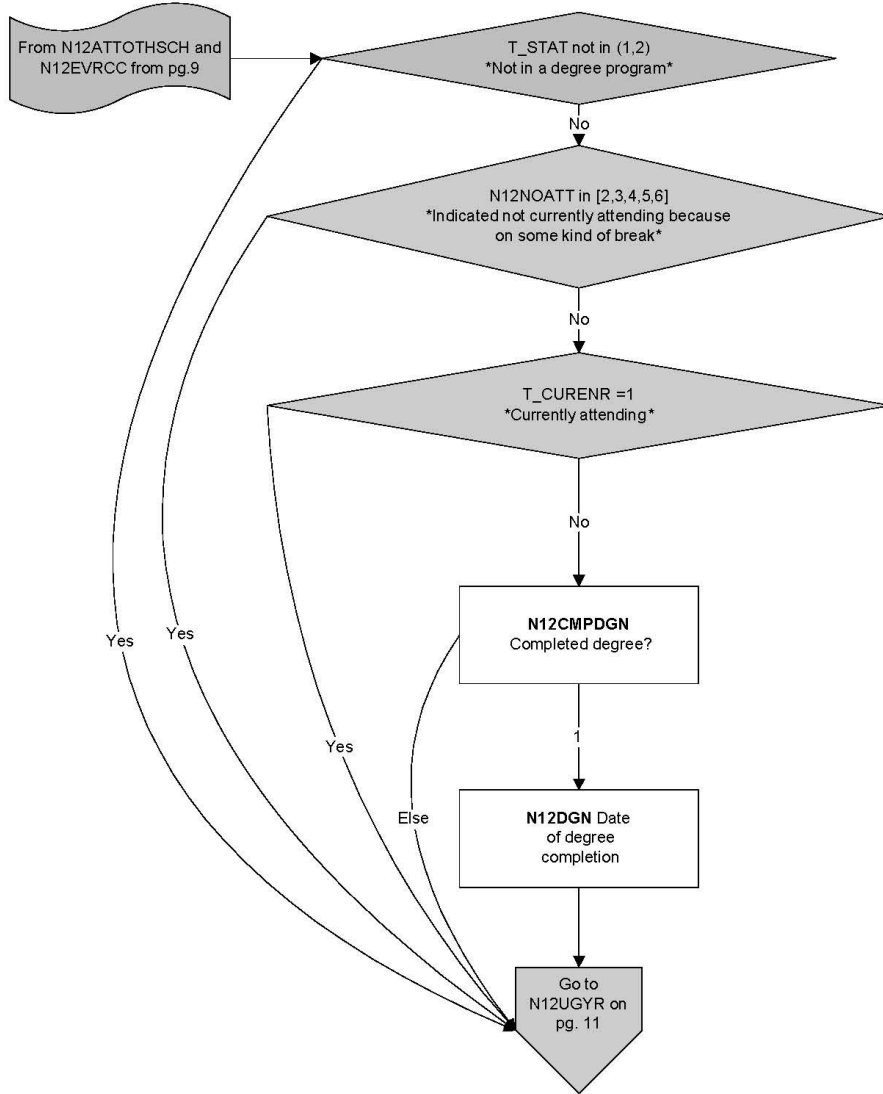 From N12ATTOTHSCH and
N12EVRCC from pg.9
T_STAT not in (1,2)
*Not in a degree program*
No
N12NOATT in [2,3,4,5,6]
*Indicated not currently attending because
on some kind of break*
No
T_CURENR =1
*Currently attending*
No
N12CMPDGN
Completed degree?
Yes
Yes
1
Yes
Else
N12DGN Date
of degree
completion
Go to
N12UGYR on
pg. 11